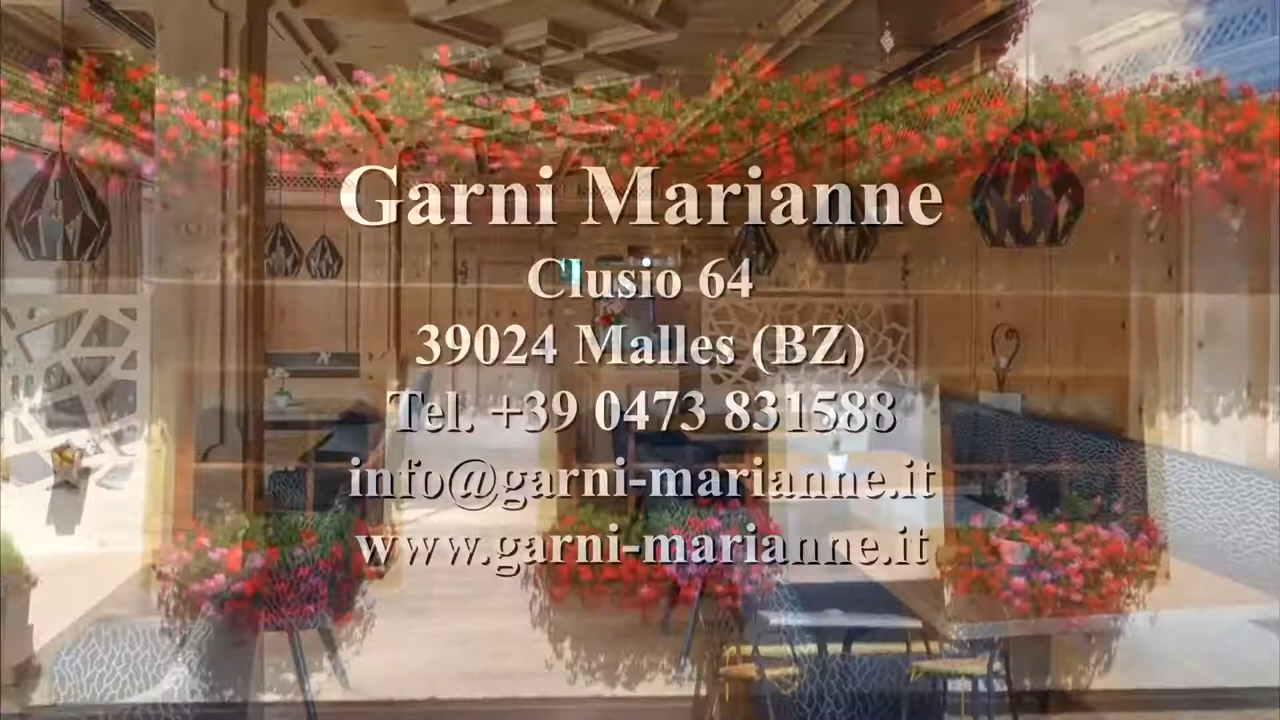 Garni Marianne
Clusio 64
39024 Malles (BZ)
Tel. +39 0473 831588
info@garni-marianne.it
www.garni-marianne.it